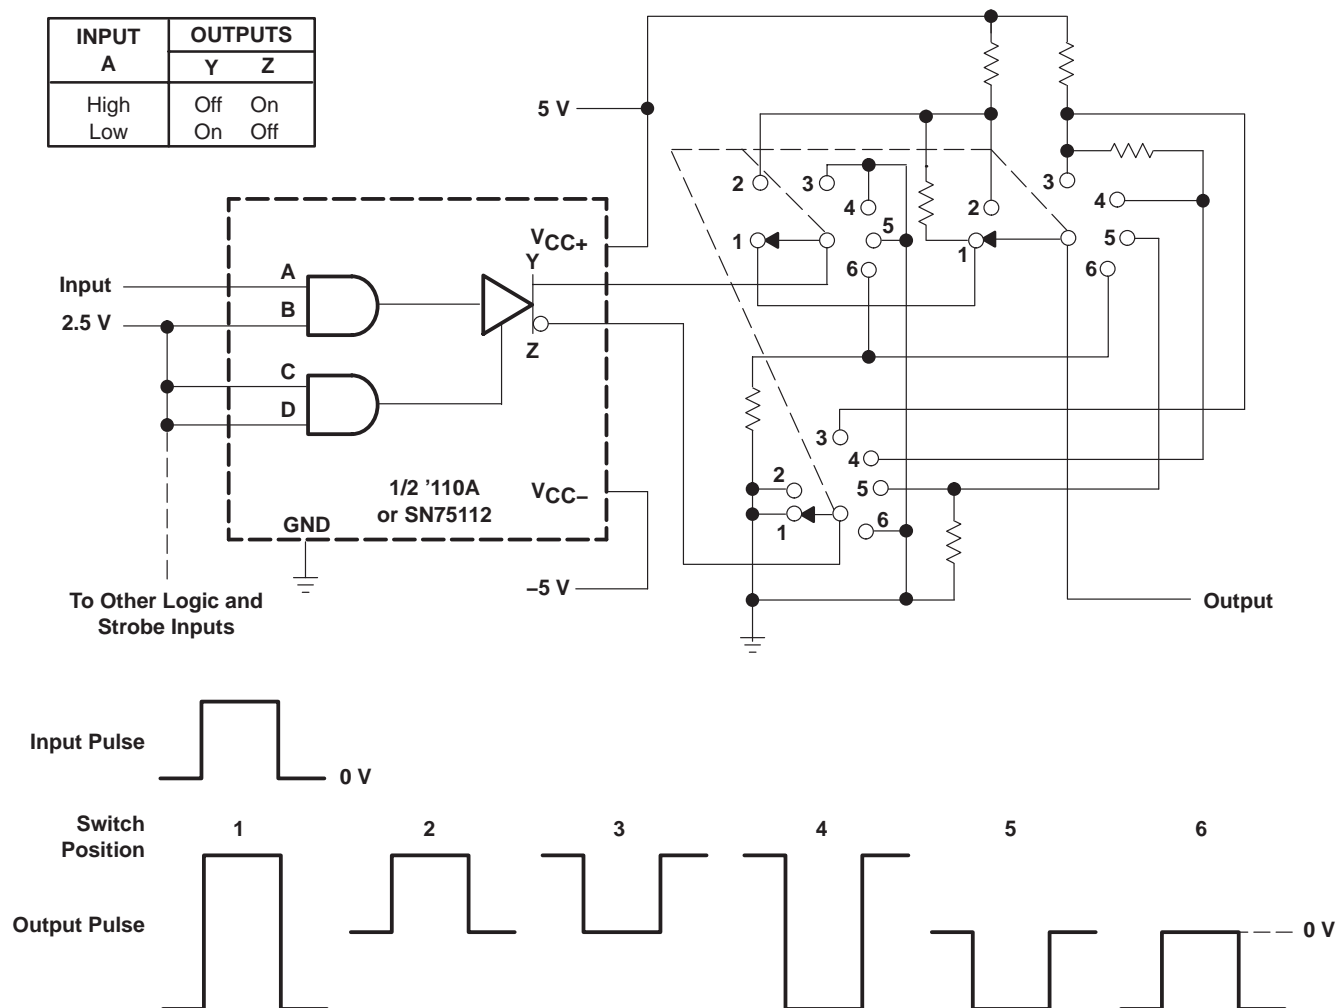 INPUT OUTPUTS
A Y Z
High Off On
Low On Off
5 V
2 3 4 5 1 6
2 1 3 4 5 6
VCC+
Y
Input
A
2.5 V
B
Z
C
D
3
4
2
5
1
6
1/2 ’110A
or SN75112
VCC–
GND
–5 V
To Other Logic and
Strobe Inputs
Output
Input Pulse
0 V
Switch
Position
1 2 3 4 5 6
Output Pulse
0 V